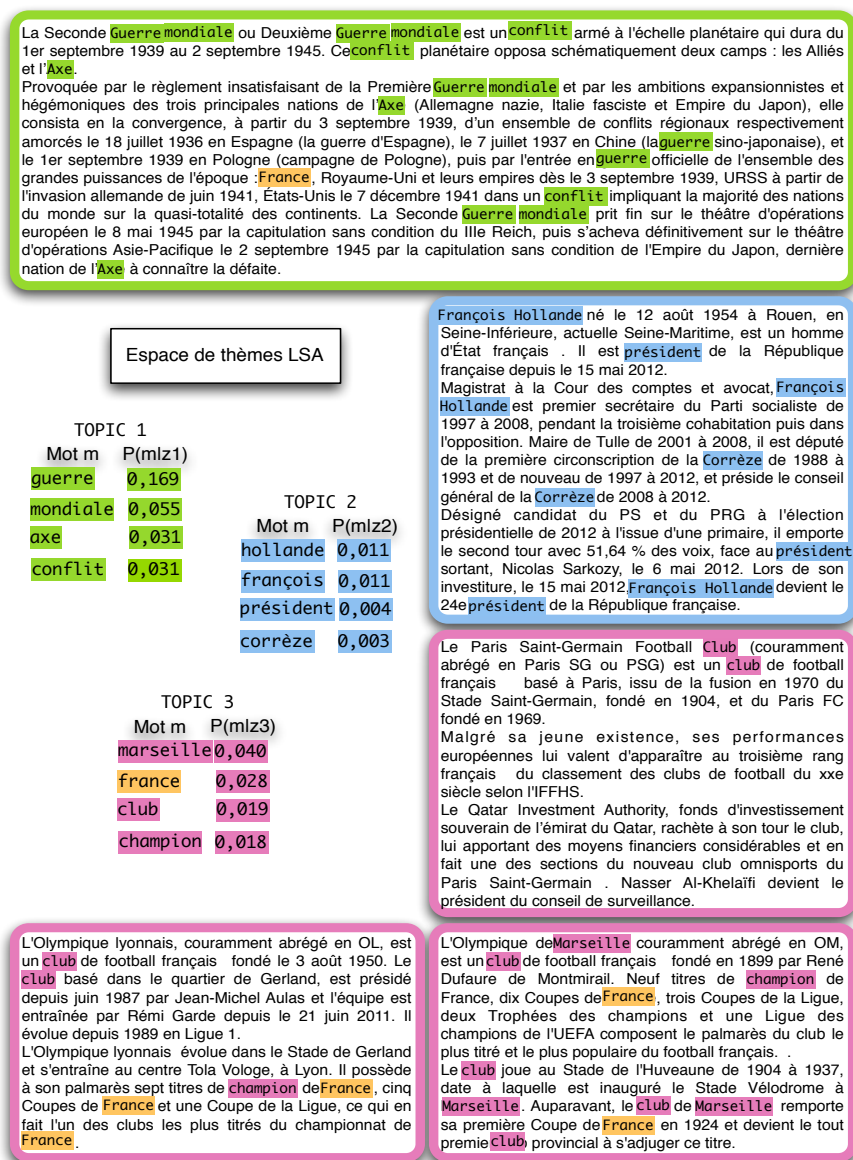 La Seconde Guerre mondiale ou Deuxième Guerre mondiale est un conflit armé à l'échelle planétaire qui dura du
1er septembre 1939 au 2 septembre 1945. Ce conflit planétaire opposa schématiquement deux camps : les Alliés
et l'Axe.
Provoquée par le règlement insatisfaisant de la Première Guerre mondiale et par les ambitions expansionnistes et
hégémoniques des trois principales nations de l'Axe (Allemagne nazie, Italie fasciste et Empire du Japon), elle
consista en la convergence, à partir du 3 septembre 1939, d'un ensemble de conflits régionaux respectivement
amorcés le 18 juillet 1936 en Espagne (la guerre d'Espagne), le 7 juillet 1937 en Chine (la guerre sino-japonaise), et
le 1er septembre 1939 en Pologne (campagne de Pologne), puis par l'entrée en guerre officielle de l'ensemble des
grandes puissances de l'époque : France, Royaume-Uni et leurs empires dès le 3 septembre 1939, URSS à partir de
l'invasion allemande de juin 1941, États-Unis le 7 décembre 1941 dans un conflit impliquant la majorité des nations
du monde sur la quasi-totalité des continents. La Seconde Guerre mondiale prit fin sur le théâtre d'opérations
européen le 8 mai 1945 par la capitulation sans condition du IIIe Reich, puis s'acheva définitivement sur le théâtre
d'opérations Asie-Pacifique le 2 septembre 1945 par la capitulation sans condition de l'Empire du Japon, dernière
nation de l'Axe à connaître la défaite.
Espace de thèmes LSA
TOPIC 1
Mot m P(m|z1)
guerre 0,169
mondiale 0,055
axe 0,031
conflit 0,031
TOPIC 2
Mot m P(m|z2)
hollande 0,011
françois 0,011
président 0,004
corrèze 0,003
TOPIC 3
Mot m P(m|z3)
marseille 0,040
france 0,028
club 0,019
champion 0,018
François Hollande né le 12 août 1954 à Rouen, en
Seine-Inférieure, actuelle Seine-Maritime, est un homme
d'État français . Il est président de la République
française depuis le 15 mai 2012.
Magistrat à la Cour des comptes et avocat, François
Hollande est premier secrétaire du Parti socialiste de
1997 à 2008, pendant la troisième cohabitation puis dans
l'opposition. Maire de Tulle de 2001 à 2008, il est député
de la première circonscription de la Corrèze de 1988 à
1993 et de nouveau de 1997 à 2012, et préside le conseil
général de la Corrèze de 2008 à 2012.
Désigné candidat du PS et du PRG à l'élection
présidentielle de 2012 à l'issue d'une primaire, il emporte
le second tour avec 51,64 % des voix, face au président
sortant, Nicolas Sarkozy, le 6 mai 2012. Lors de son
investiture, le 15 mai 2012, François Hollande devient le
24e président de la République française.
Le Paris Saint-Germain Football Club (couramment
abrégé en Paris SG ou PSG) est un club de football
français basé à Paris, issu de la fusion en 1970 du
Stade Saint-Germain, fondé en 1904, et du Paris FC
fondé en 1969.
Malgré sa jeune existence, ses performances
européennes lui valent d'apparaître au troisième rang
français du classement des clubs de football du xxe
siècle selon l'IFFHS.
Le Qatar Investment Authority, fonds d'investissement
souverain de l'émirat du Qatar, rachète à son tour le club,
lui apportant des moyens financiers considérables et en
fait une des sections du nouveau club omnisports du
Paris Saint-Germain . Nasser Al-Khelaïfi devient le
président du conseil de surveillance.
L'Olympique lyonnais, couramment abrégé en OL, est
un club de football français fondé le 3 août 1950. Le
club basé dans le quartier de Gerland, est présidé
depuis juin 1987 par Jean-Michel Aulas et l'équipe est
entraînée par Rémi Garde depuis le 21 juin 2011. Il
évolue depuis 1989 en Ligue 1.
L'Olympique lyonnais évolue dans le Stade de Gerland
et s'entraîne au centre Tola Vologe, à Lyon. Il possède
à son palmarès sept titres de champion de France, cinq
Coupes de France et une Coupe de la Ligue, ce qui en
fait l'un des clubs les plus titrés du championnat de
France.
L'Olympique de Marseille couramment abrégé en OM,
est un club de football français fondé en 1899 par René
Dufaure de Montmirail. Neuf titres de champion de
France, dix Coupes de France, trois Coupes de la Ligue,
deux Trophées des champions et une Ligue des
champions de l'UEFA composent le palmarès du club le
plus titré et le plus populaire du football français. .
Le club joue au Stade de l'Huveaune de 1904 à 1937,
date à laquelle est inauguré le Stade Vélodrome à
Marseille. Auparavant, le club de Marseille remporte
sa première Coupe de France en 1924 et devient le tout
premie club provincial à s'adjuger ce titre.